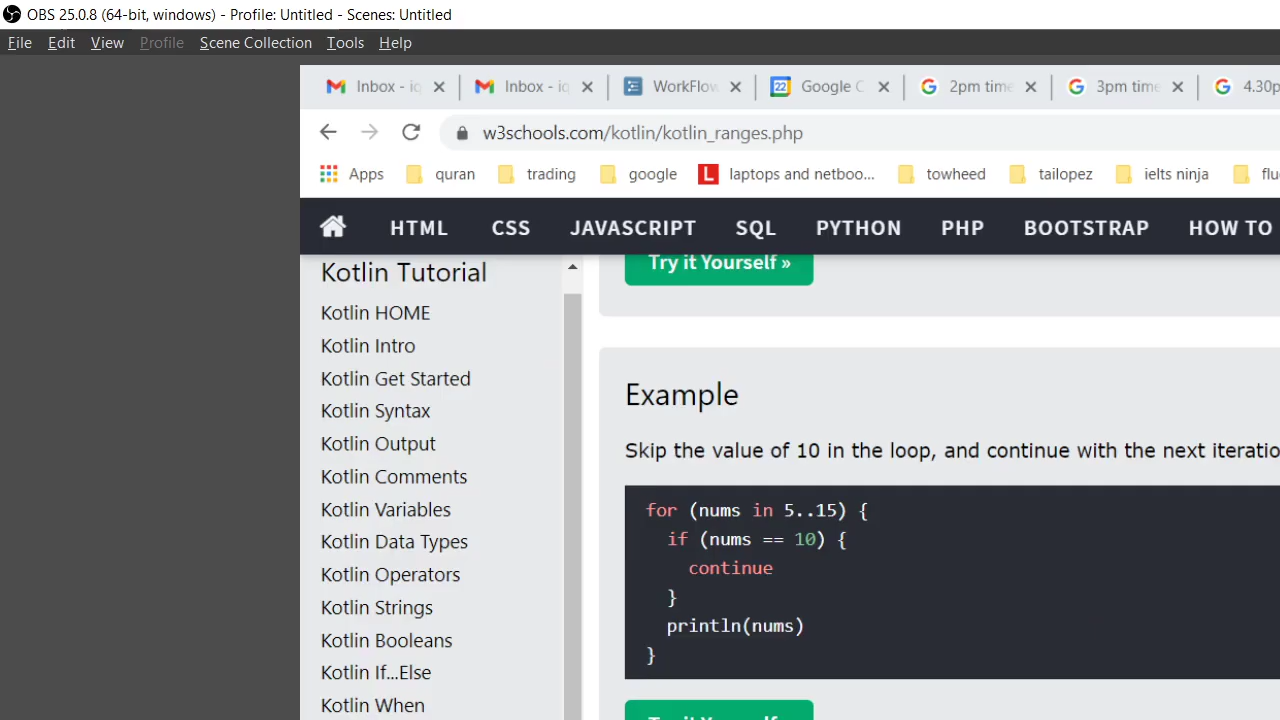 OBS 25.0.8 (64-bit, windows) - Profile: Untitled - Scenes: Untitled
File Edit View Profile Scene Collection Tools Help
Inbox - Inbox - WorkFlow Google C 2pm time 3pm time 4.30p
w3schools.com/kotlin/kotlin_ranges.php
Apps quran trading google L laptops and netboo... towheed tailopez ielts ninja flu
HTML CSS JAVASCRIPT SQL PYTHON PHP BOOTSTRAP HOW TO
Kotlin Tutorial
Kotlin HOME
Kotlin Intro
Kotlin Get Started
Kotlin Syntax
Kotlin Output
Kotlin Comments
Kotlin Variables
Kotlin Data Types
Kotlin Operators
Kotlin Strings
Kotlin Booleans
Kotlin If...Else
Kotlin When
Try it Yourself »
Example
Skip the value of 10 in the loop, and continue with the next iteratio
for (nums in 5..15) {
if (nums == 10) {
continue
}
println(nums)
}
Try it Yourself